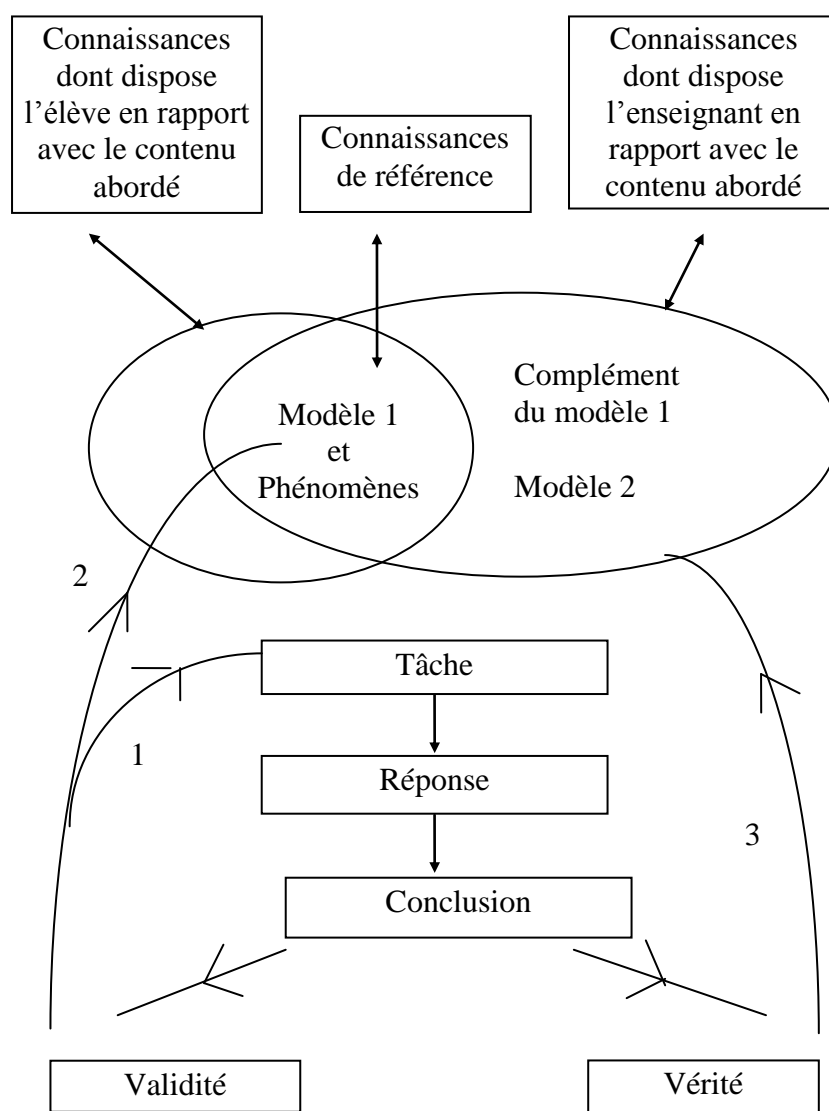 Connaissances
dont dispose
l’élève en rapport
avec le contenu
abordé
Connaissances
de référence
Connaissances
dont dispose
l’enseignant en
rapport avec le
contenu abordé
Modèle 1
et
Phénomènes
Complément
du modèle 1
Modèle 2
2
1
Tâche
Réponse
3
Conclusion
Validité
Vérité